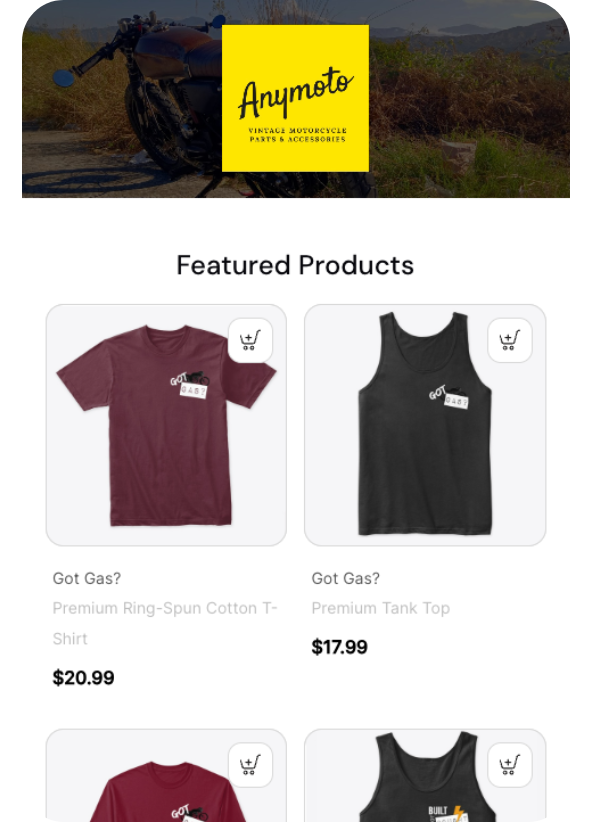 Anymoto
VINTAGE MOTORCYCLE
PARTS & ACCESSORIES
Featured Products
GOT
GAS?
GOT
GAS?
Got Gas?
Premium Ring-Spun Cotton T-
Shirt
$20.99
Got Gas?
Premium Tank Top
$17.99
GOT
BUILT